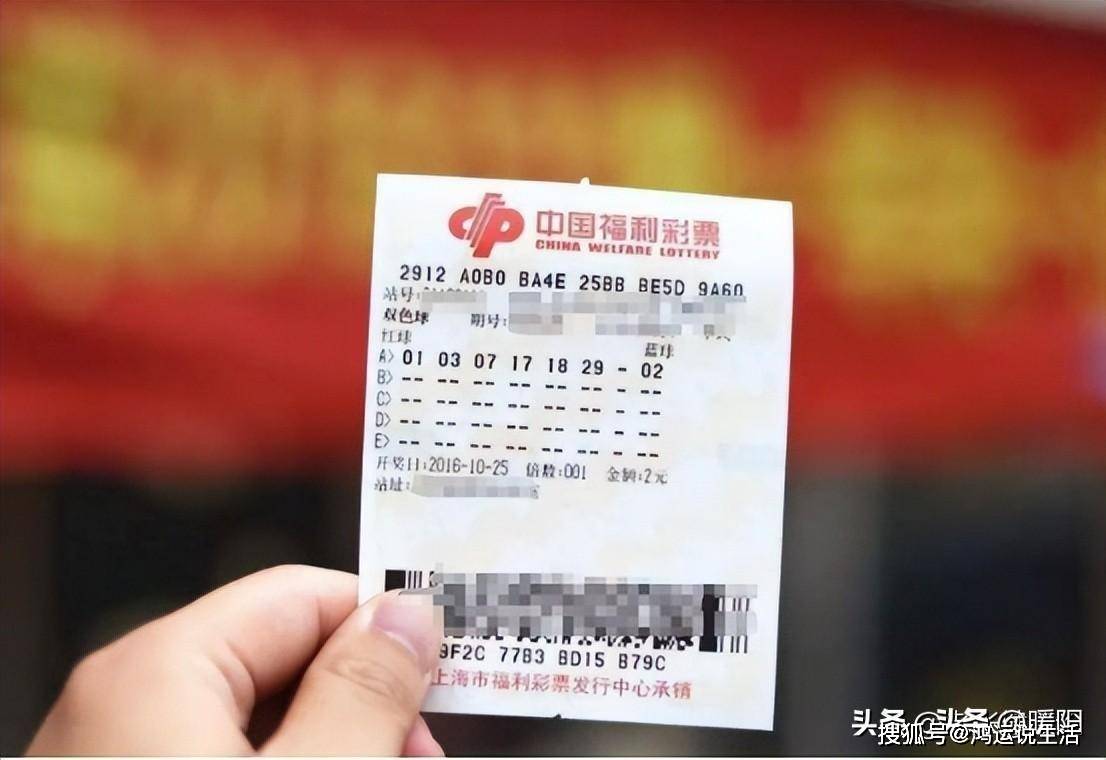 中国福利彩票
CHINA WELFARE LOTTERY
2912 A0B0 BA4E 25BB BE5D 9A60
站号:
双色球 期号:
红球 蓝球
A> 01 03 07 17 18 29 - 02
B> -- -- -- -- -- -- - --
C> -- -- -- -- -- -- - --
D> -- -- -- -- -- -- - --
E> -- -- -- -- -- -- - --
开奖日:2016-10-25 倍数:001 金额:2元
站址:
9F2C 77B3 BD15 B79C
上海市福利彩票发行中心承销
头条 @暖阳
搜狐号@鸿运说生活